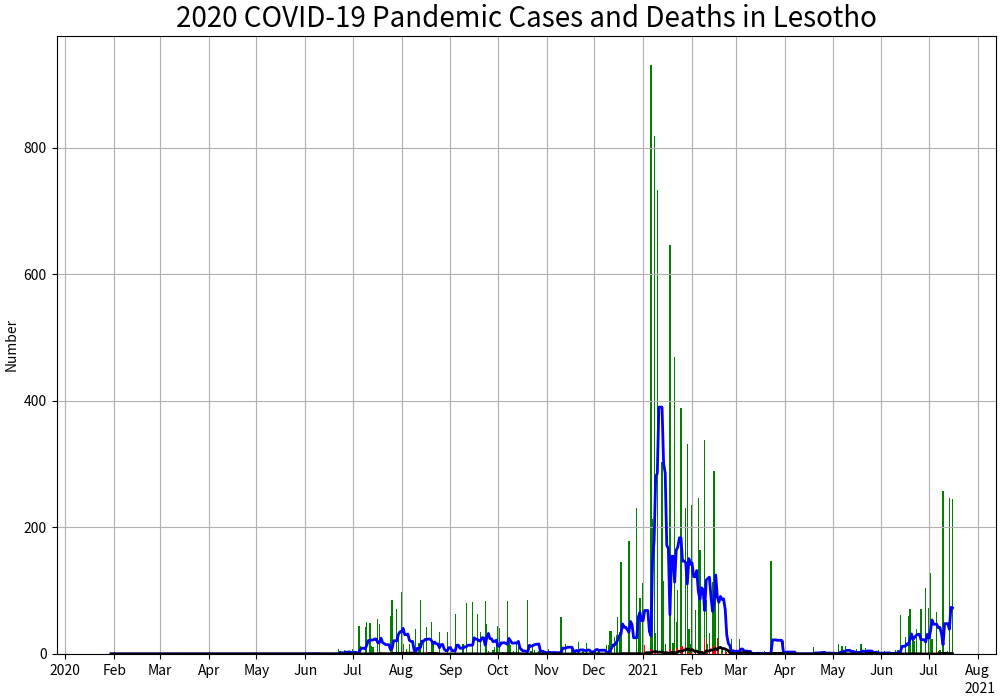 2020 COVID-19 Pandemic Cases and Deaths in Lesotho
Number
800
600
400
200
0
2020 Feb Mar Apr May Jun Jul Aug Sep Oct Nov Dec 2021 Feb Mar Apr May Jun Jul Aug
2021